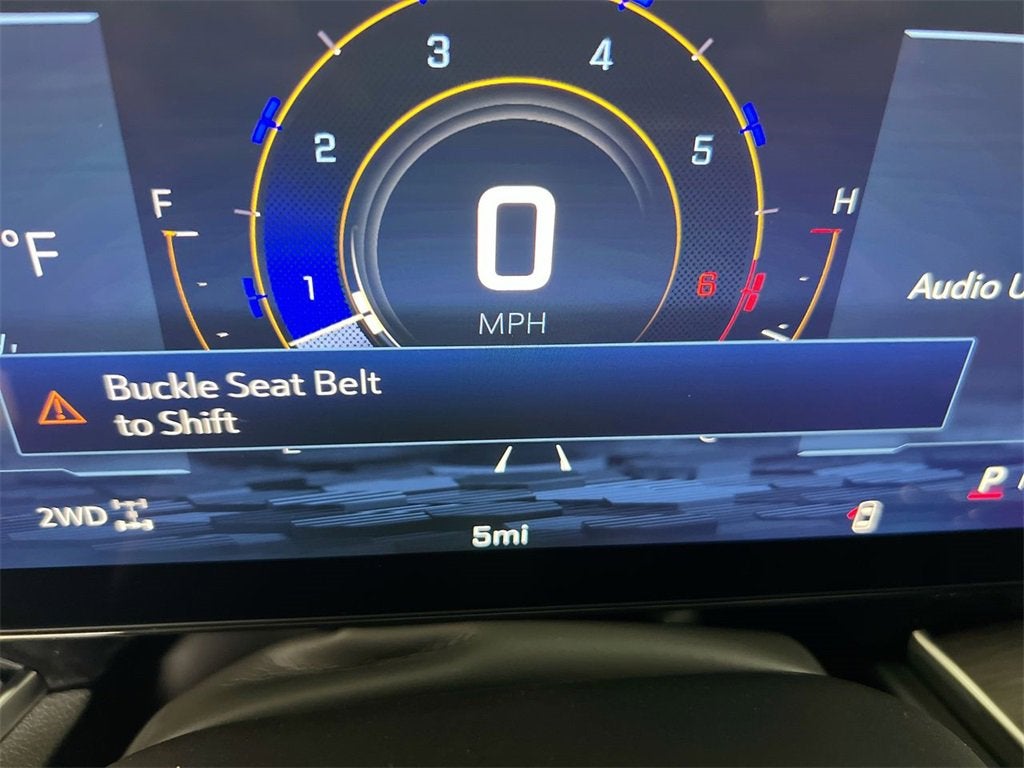 3
4
2
5
F
H
°F
0
Audio
1
6
MPH
Buckle Seat Belt
to Shift
P
2WD
5mi